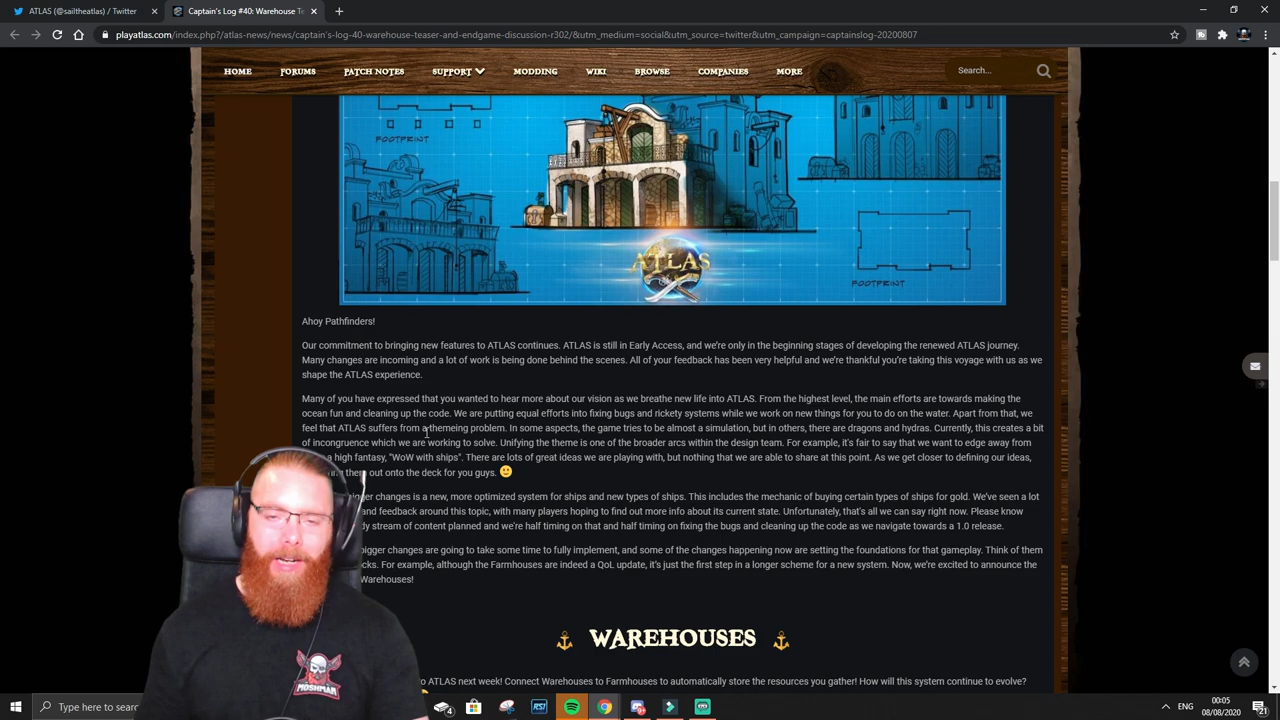 ATLAS (@sailtheatlas) / Twitter
Captain's Log #40: Warehouse Te
playatlas.com/index.php?/atlas-news/news/captain's-log-40-warehouse-teaser-and-endgame-discussion-r302/&utm_medium=social&utm_source=twitter&utm_campaign=captainslog-20200807
HOME FORUMS PATCH NOTES SUPPORT MODDING WIKI BROWSE COMPANIES MORE Search...
FOOTPRINT
ATLAS
FOOTPRINT
Ahoy Pathfinders!
Our commitment to bringing new features to ATLAS continues. ATLAS is still in Early Access, and we're only in the beginning stages of developing the renewed ATLAS journey.
Many changes are incoming and a lot of work is being done behind the scenes. All of your feedback has been very helpful and we're thankful you're taking this voyage with us as we
shape the ATLAS experience.
Many of you have expressed that you wanted to hear more about our vision as we breathe new life into ATLAS. From the highest level, the main efforts are towards making the
ocean fun and cleaning up the code. We are putting equal efforts into fixing bugs and rickety systems while we work on new things for you to do on the water. Apart from that, we
feel that ATLAS suffers from a themeing problem. In some aspects, the game tries to be almost a simulation, but in others, there are dragons and hydras. Currently, this creates a bit
of incongruence which we are working to solve. Unifying the theme is one of the broader arcs within the design team. For example, it's fair to say that we want to edge away from
a high fantasy, "WoW with ships". There are lots of great ideas we are playing with, but nothing that we are able to share at this point. As we get closer to defining our ideas,
out onto the deck for you guys.
changes is a new, more optimized system for ships and new types of ships. This includes the mechanic of buying certain types of ships for gold. We've seen a lot
and feedback around this topic, with many players hoping to find out more info about its current state. Unfortunately, that's all we can say right now. Please know
stream of content planned and we're half timing on that and half timing on fixing the bugs and cleaning up the code as we navigate towards a 1.0 release.
bigger changes are going to take some time to fully implement, and some of the changes happening now are setting the foundations for that gameplay. Think of them
For example, although the Farmhouses are indeed a QoL update, it's just the first step in a longer scheme for a new system. Now, we're excited to announce the
Warehouses!
WAREHOUSES
to ATLAS next week! Connect Warehouses to Farmhouses to automatically store the resources you gather! How will this system continue to evolve?
MOSHMAN
Type here to searc
RSI
ENG
00:05
08/08/2020